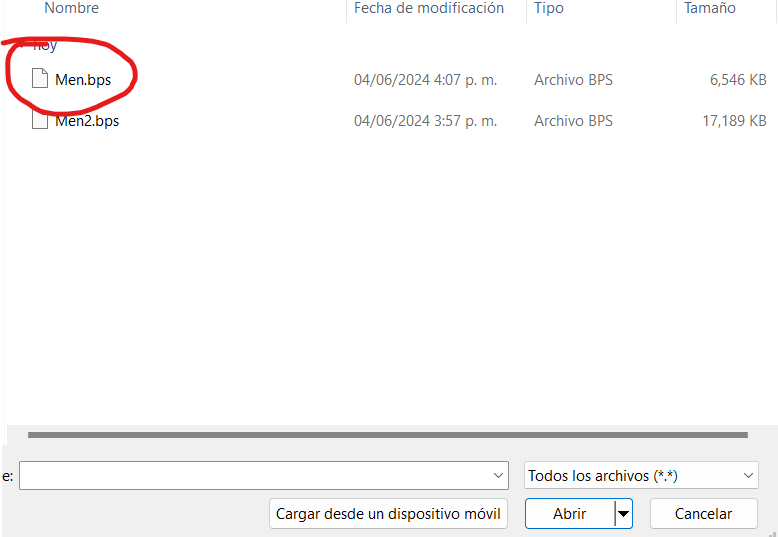 Nombre Fecha de modificación Tipo Tamaño
hoy
Men.bps 04/06/2024 4:07 p. m. Archivo BPS 6,546 KB
Men2.bps 04/06/2024 3:57 p. m. Archivo BPS 17,189 KB
e: Todos los archivos (*.*)
Cargar desde un dispositivo móvil Abrir Cancelar